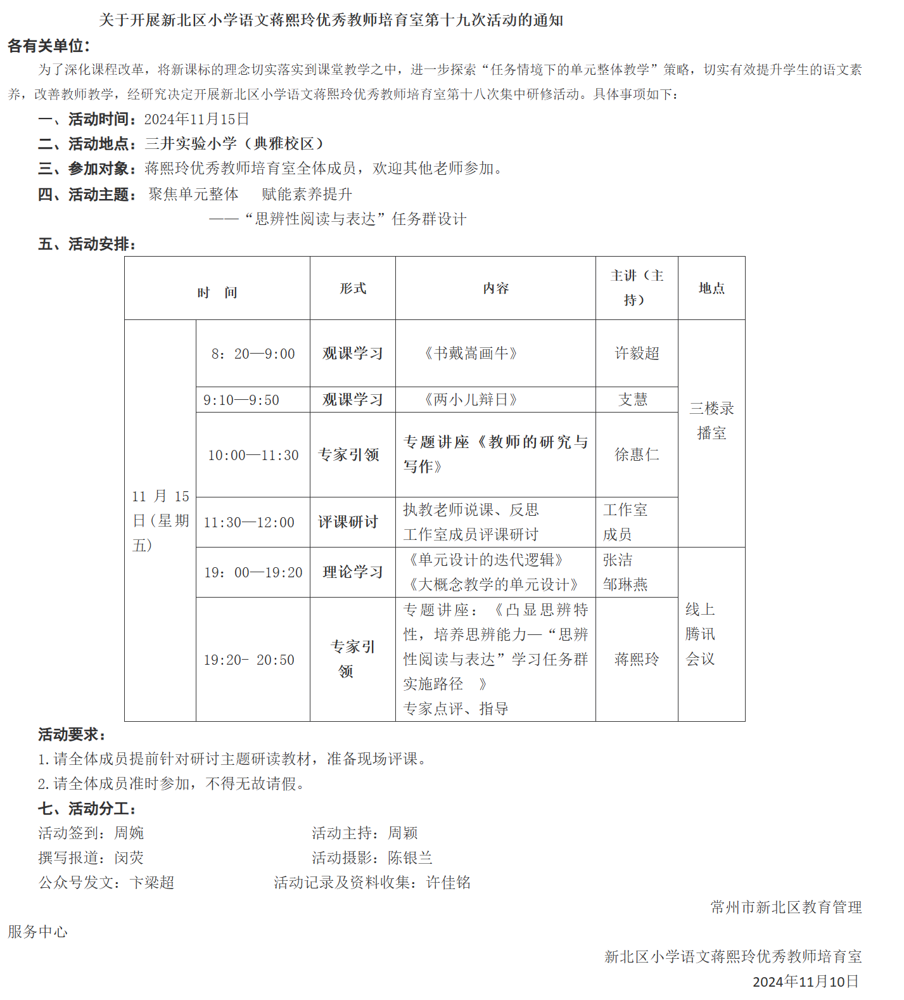 关于开展新北区小学语文蒋熙玲优秀教师培育室第十九次活动的通知
各有关单位：
为了深化课程改革，将新课标的理念切实落实到课堂教学之中，进一步探索“任务情境下的单元整体教学”策略，切实有效提升学生的语文素
养，改善教师教学，经研究决定开展新北区小学语文蒋熙玲优秀教师培育室第十八次集中研修活动。具体事项如下：
一、活动时间：2024年11月15日
二、活动地点：三井实验小学（典雅校区）
三、参加对象：蒋熙玲优秀教师培育室全体成员，欢迎其他老师参加。
四、活动主题： 聚焦单元整体 赋能素养提升
——“思辨性阅读与表达”任务群设计
五、活动安排：
时 间
形式
内容
主讲（主
持）
地点
11 月 15
日(星期
五)
8：20—9:00
观课学习
《书戴嵩画牛》
许毅超
三楼录
播室
9:10—9:50
观课学习
《两小儿辩日》
支慧
10:00—11:30
专家引领
专题讲座《教师的研究与
写作》
徐惠仁
11:30—12:00
评课研讨
执教老师说课、反思
工作室成员评课研讨
工作室
成员
19：00—19:20
理论学习
《单元设计的迭代逻辑》
《大概念教学的单元设计》
张洁
邹琳燕
线上
腾讯
会议
19:20- 20:50
专家引
领
专题讲座：《凸显思辨特
性，培养思辨能力—“思辨
性阅读与表达”学习任务群
实施路径 》
专家点评、指导
蒋熙玲
活动要求：
1.请全体成员提前针对研讨主题研读教材，准备现场评课。
2.请全体成员准时参加，不得无故请假。
七、活动分工：
活动签到：周婉 活动主持：周颖
撰写报道：闵荧 活动摄影：陈银兰
公众号发文：卞梁超 活动记录及资料收集：许佳铭
常州市新北区教育管理
服务中心
新北区小学语文蒋熙玲优秀教师培育室
2024年11月10日